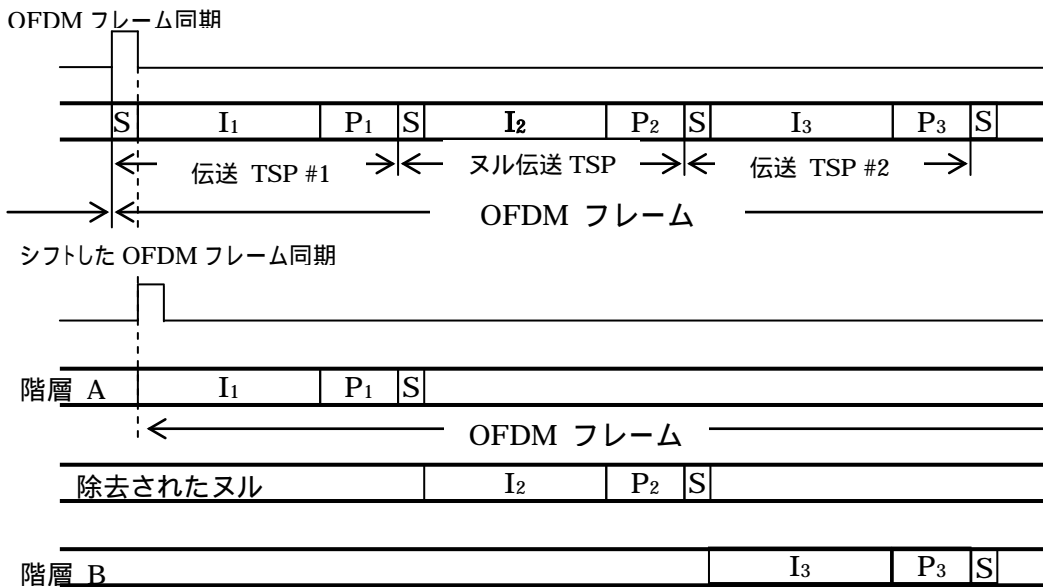 OFDM フレーム同期
S I₁ P₁ S I₂ P₂ S I₃ P₃ S
伝送 TSP #1 ヌル伝送 TSP 伝送 TSP #2
OFDM フレーム
シフトした OFDM フレーム同期
階層 A I₁ P₁ S
OFDM フレーム
除去されたヌル I₂ P₂ S
階層 B I₃ P₃ S